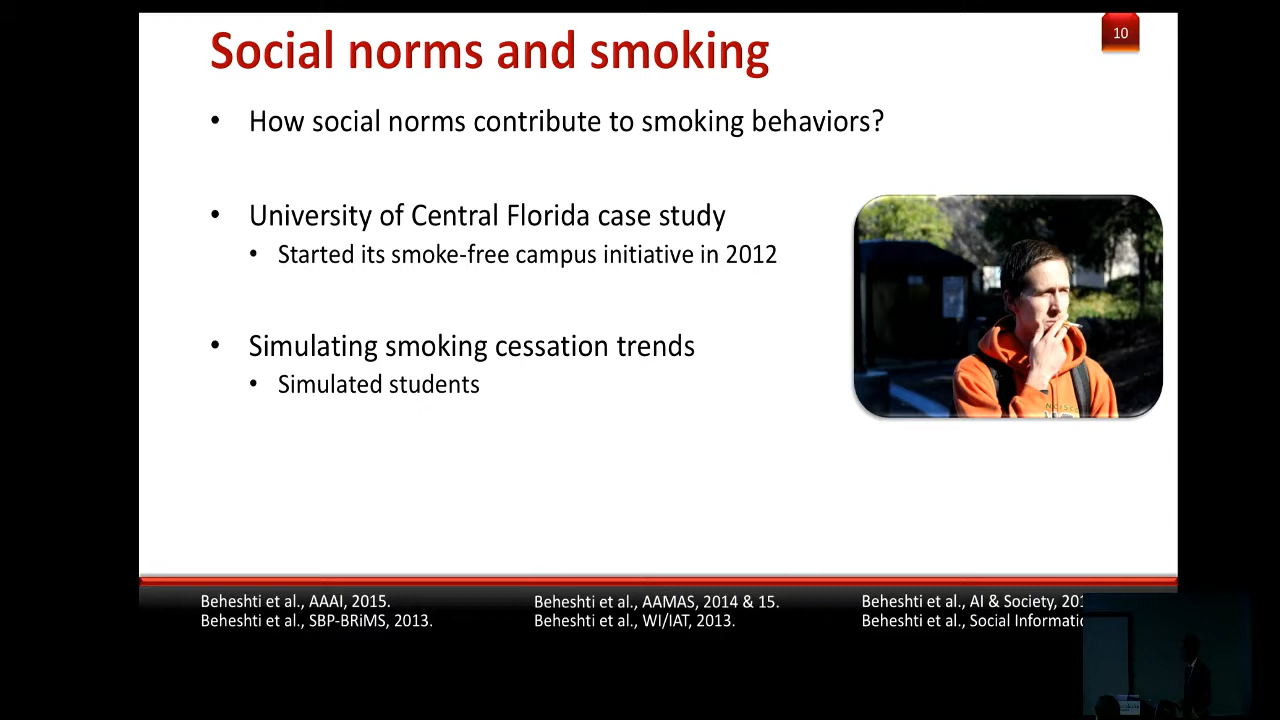 Social norms and smoking
10
• How social norms contribute to smoking behaviors?
• University of Central Florida case study
• Started its smoke-free campus initiative in 2012
• Simulating smoking cessation trends
• Simulated students
Beheshti et al., AAAI, 2015.
Beheshti et al., SBP-BRiMS, 2013.
Beheshti et al., AAMAS, 2014 & 15.
Beheshti et al., WI/IAT, 2013.
Beheshti et al., AI & Society,
Beheshti et al., Social